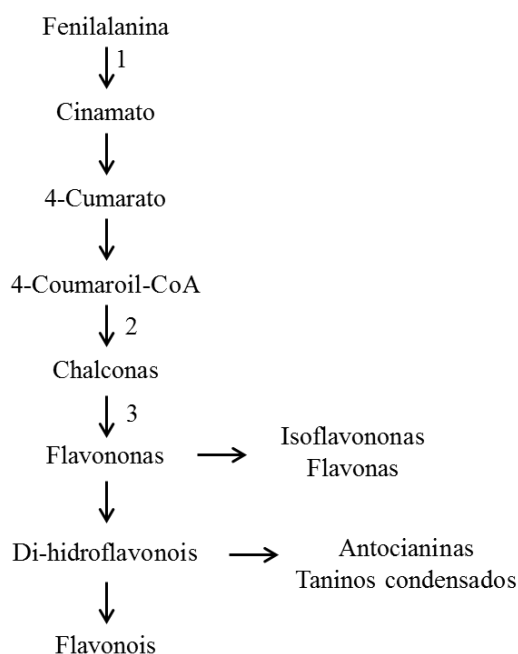 Fenilalanina
1
Cinamato
4-Cumarato
4-Coumaroil-CoA
2
Chalconas
3
Flavononas
Isoflavononas
Flavonas
Di-hidroflavonois
Antocianinas
Taninos condensados
Flavonois